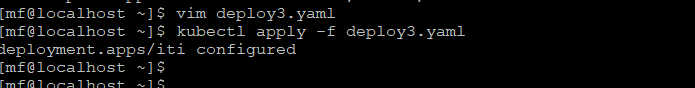 [mf@localhost ~]$ vim deploy3.yaml
[mf@localhost ~]$ kubectl apply -f deploy3.yaml
deployment.apps/iti configured
[mf@localhost ~]$
[mf@localhost ~]$